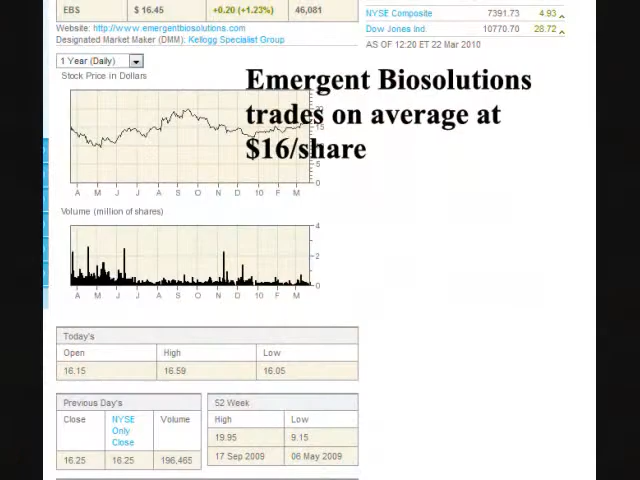 EBS $ 16.45 +0.20 (+1.23%) 46,081
Website: http://www.emergentbiosolutions.com
Designated Market Maker (DMM): Kellogg Specialist Group
NYSE Composite 7391.73 4.93
Dow Jones Ind. 10770.70 28.72
AS OF 12:20 ET 22 Mar 2010
1 Year (Daily)
Stock Price in Dollars
Emergent Biosolutions
trades on average at
$16/share
15
5
0
A M J J A S O N D 10 F M
Volume (million of shares)
4
2
0
A M J J A S O N D 10 F M
Today's
Open High Low
16.15 16.59 16.05
Previous Day's
Close NYSE Only Close Volume
16.25 16.25 196,465
52 Week
High Low
19.95 9.15
17 Sep 2009 06 May 2009